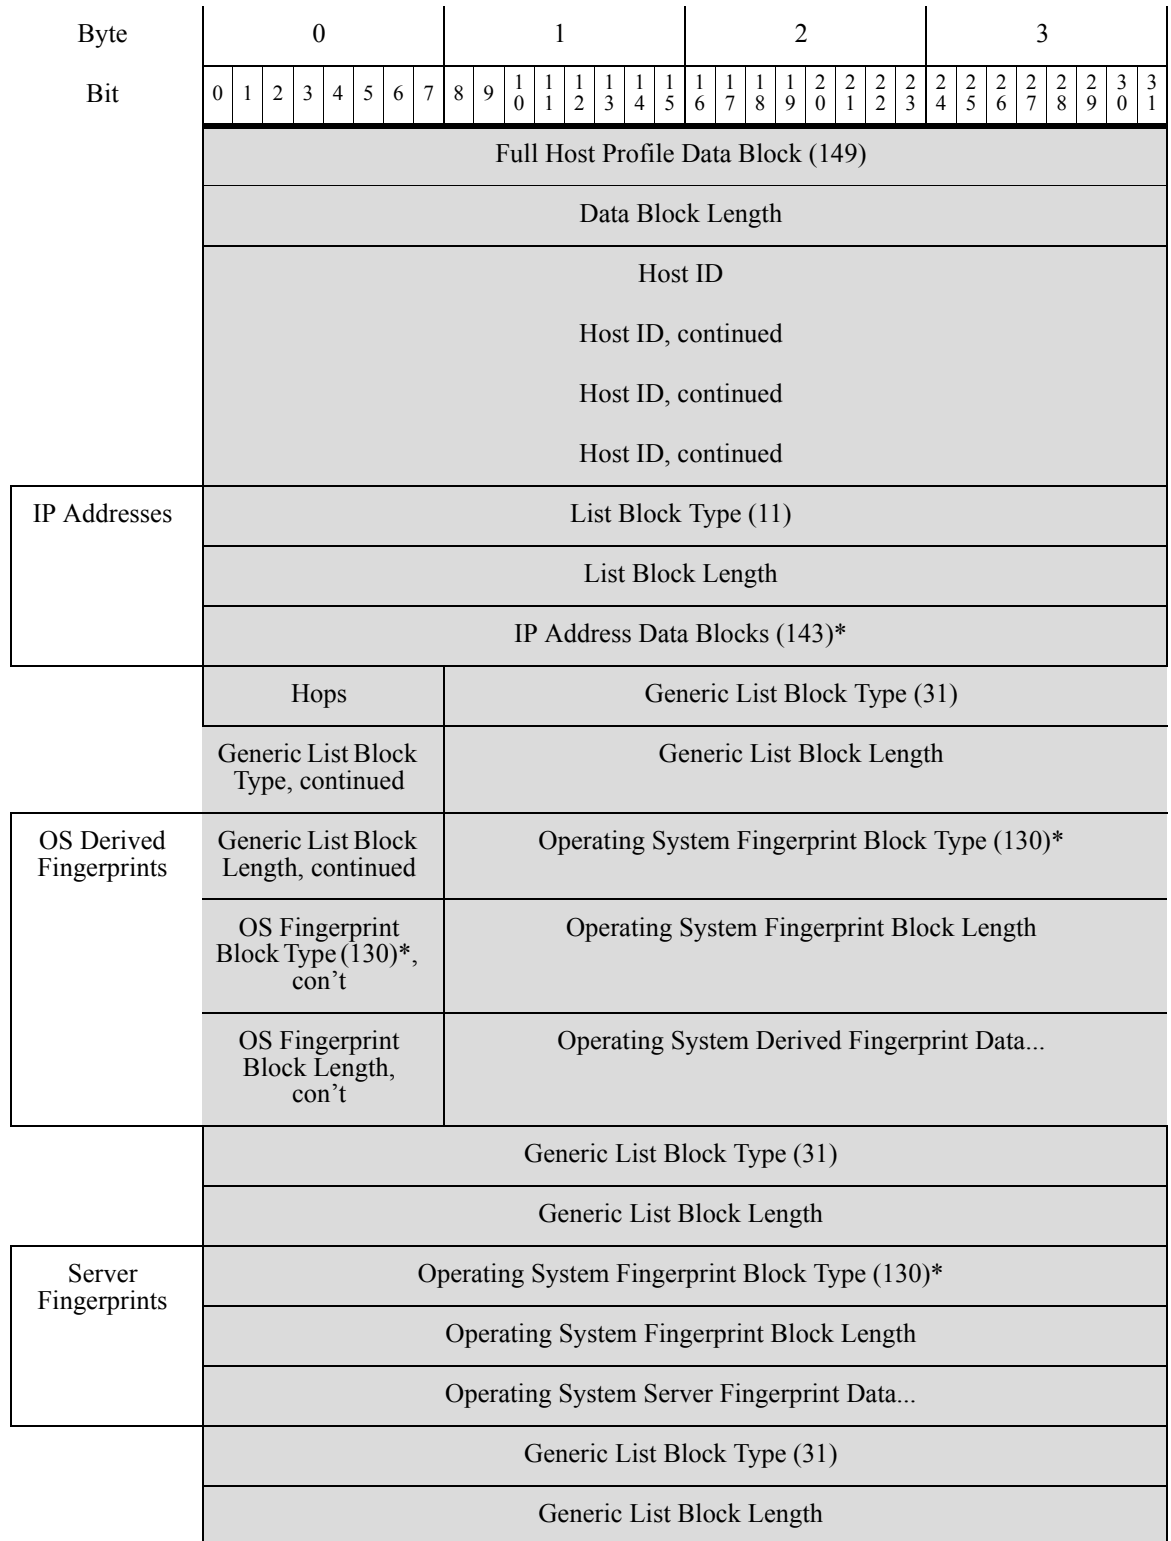 Byte 0 1 2 3
Bit 0 1 2 3 4 5 6 7 8 9 10 11 12 13 14 15 16 17 18 19 20 21 22 23 24 25 26 27 28 29 30 31
Full Host Profile Data Block (149)
Data Block Length
Host ID
Host ID, continued
Host ID, continued
Host ID, continued
IP Addresses
List Block Type (11)
List Block Length
IP Address Data Blocks (143)*
Hops
Generic List Block Type (31)
Generic List Block
Type, continued
Generic List Block Length
OS Derived
Fingerprints
Generic List Block
Length, continued
Operating System Fingerprint Block Type (130)*
OS Fingerprint
Block Type (130)*,
con’t
Operating System Fingerprint Block Length
OS Fingerprint
Block Length,
con’t
Operating System Derived Fingerprint Data...
Generic List Block Type (31)
Generic List Block Length
Server
Fingerprints
Operating System Fingerprint Block Type (130)*
Operating System Fingerprint Block Length
Operating System Server Fingerprint Data...
Generic List Block Type (31)
Generic List Block Length